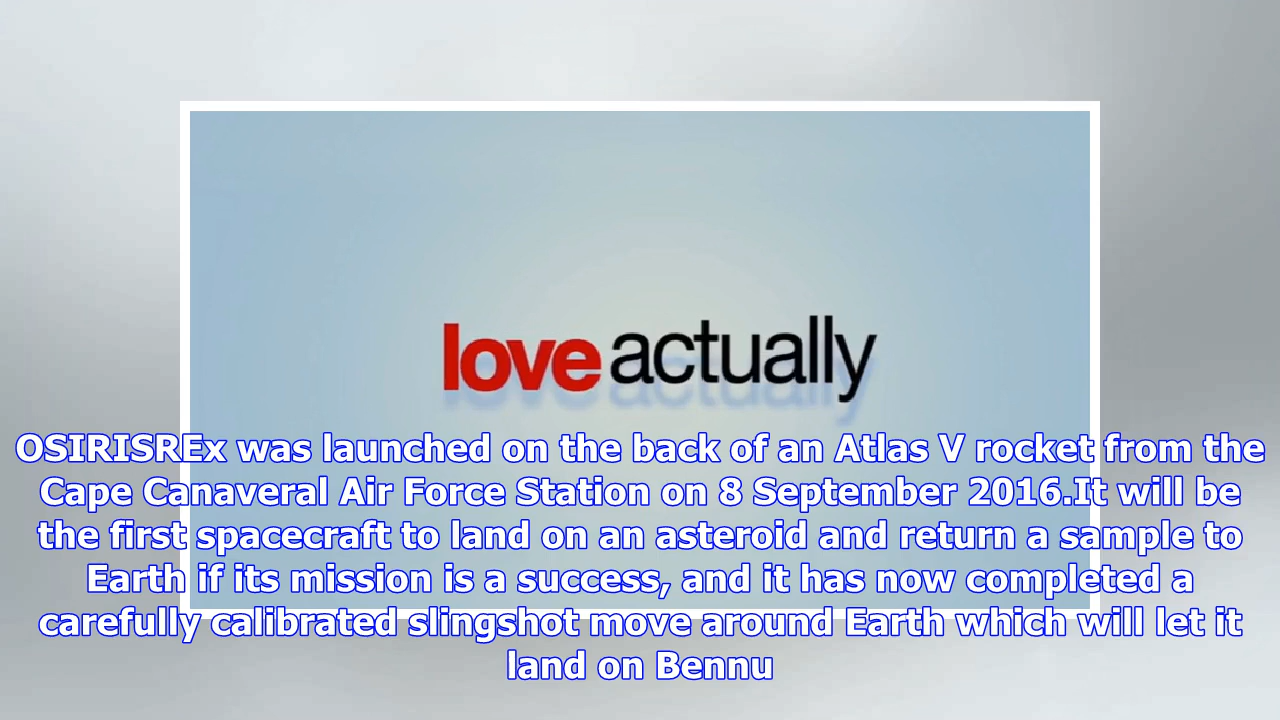 love actually
OSIRISREx was launched on the back of an Atlas V rocket from the
Cape Canaveral Air Force Station on 8 September 2016.It will be
the first spacecraft to land on an asteroid and return a sample to
Earth if its mission is a success, and it has now completed a
carefully calibrated slingshot move around Earth which will let it
land on Bennu